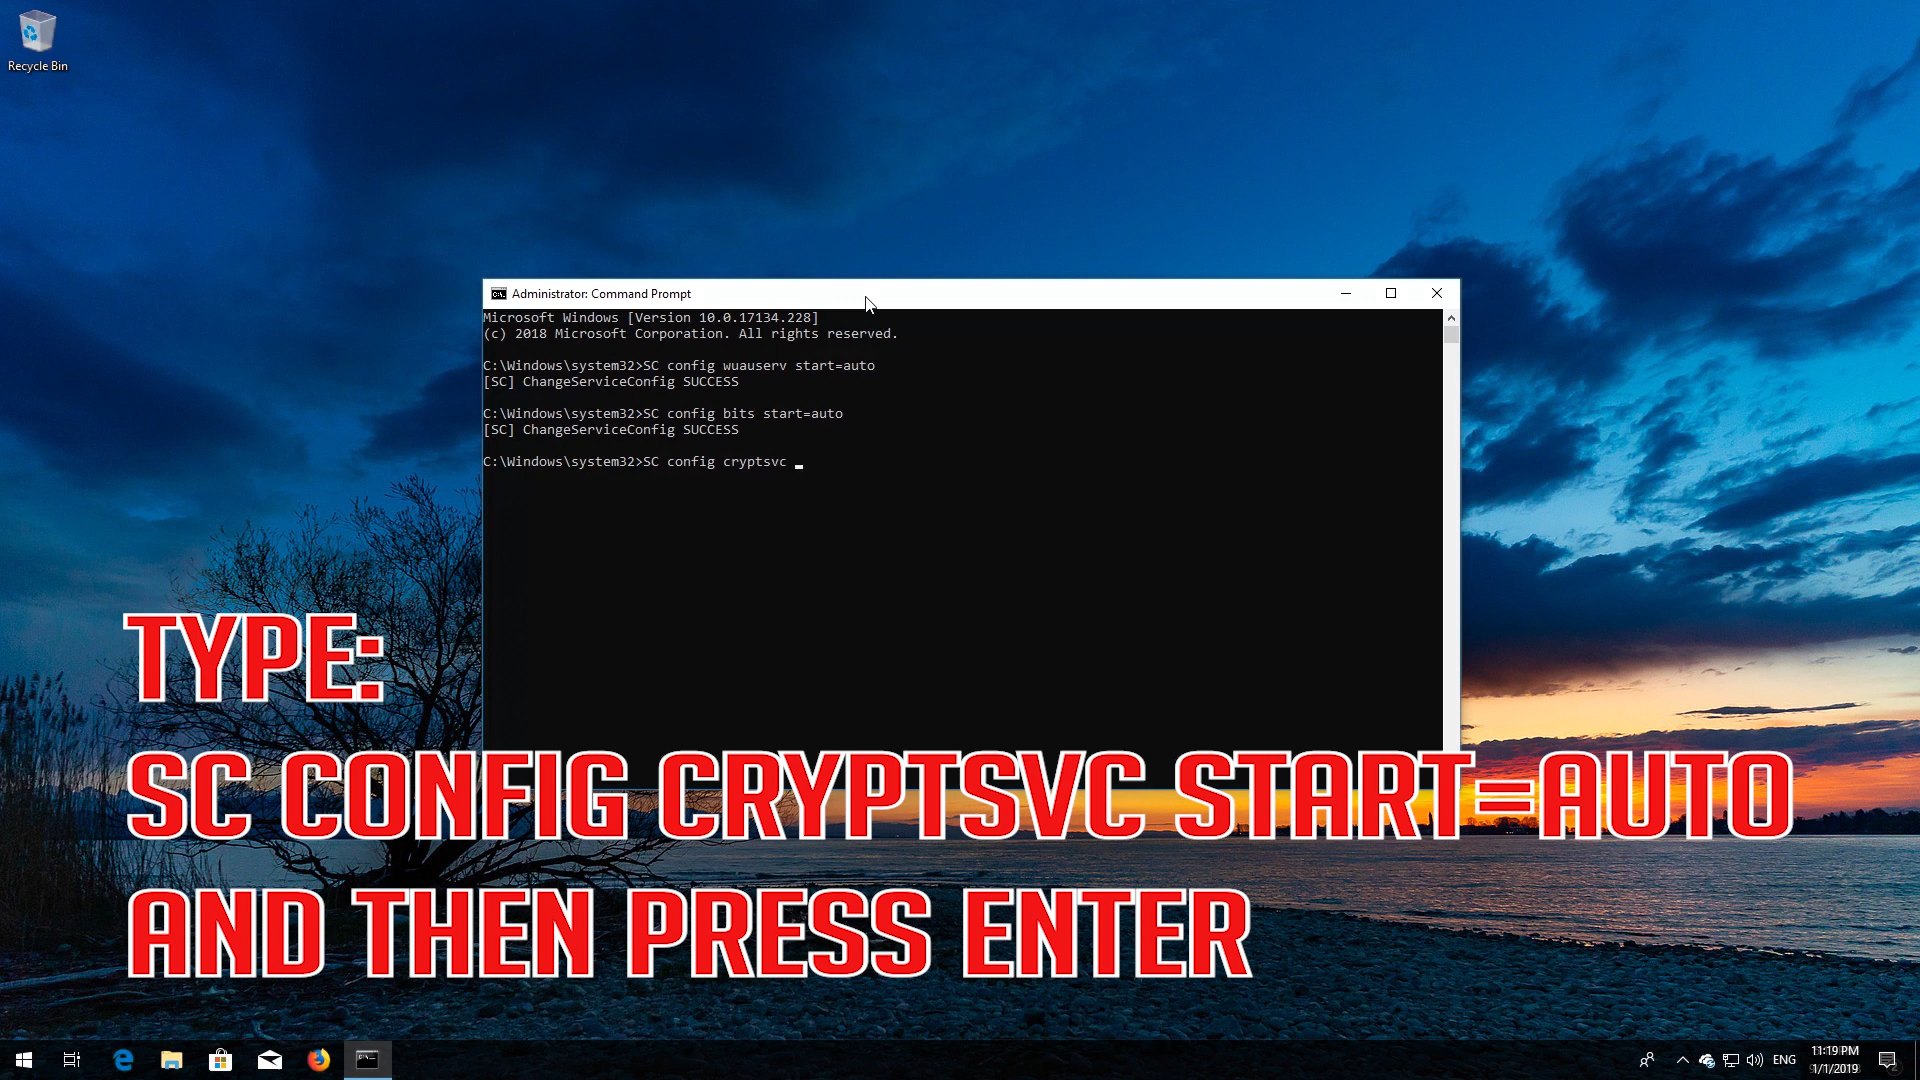 Recycle Bin
Administrator: Command Prompt
Microsoft Windows [Version 10.0.17134.228]
(c) 2018 Microsoft Corporation. All rights reserved.
C:\Windows\system32>SC config wuauserv start=auto
[SC] ChangeServiceConfig SUCCESS
C:\Windows\system32>SC config bits start=auto
[SC] ChangeServiceConfig SUCCESS
C:\Windows\system32>SC config cryptsvc
TYPE:
SC CONFIG CRYPTSVC START=AUTO
AND THEN PRESS ENTER
ENG
11:19 PM
1/1/2019